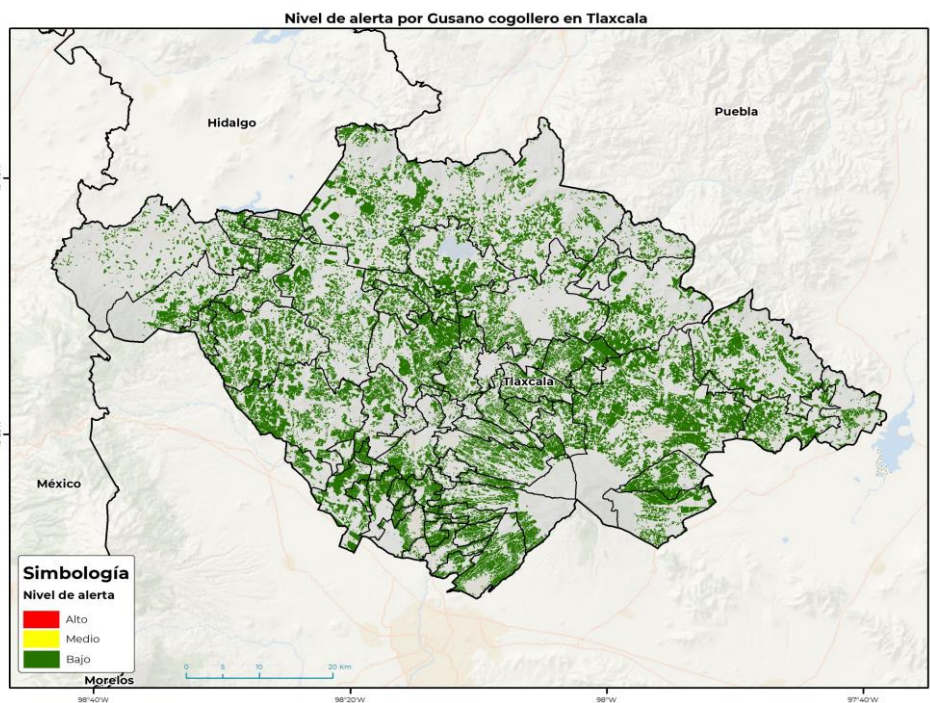 Nivel de alerta por Gusano cogollero en Tlaxcala
Puebla
Hidalgo
Tlaxcala
México
Simbología
Nivel de alerta
Alto
Medio
Bajo
0 5 10 20 Km
Morelos
98°40'W 98°20'W 98°W 97°40'W